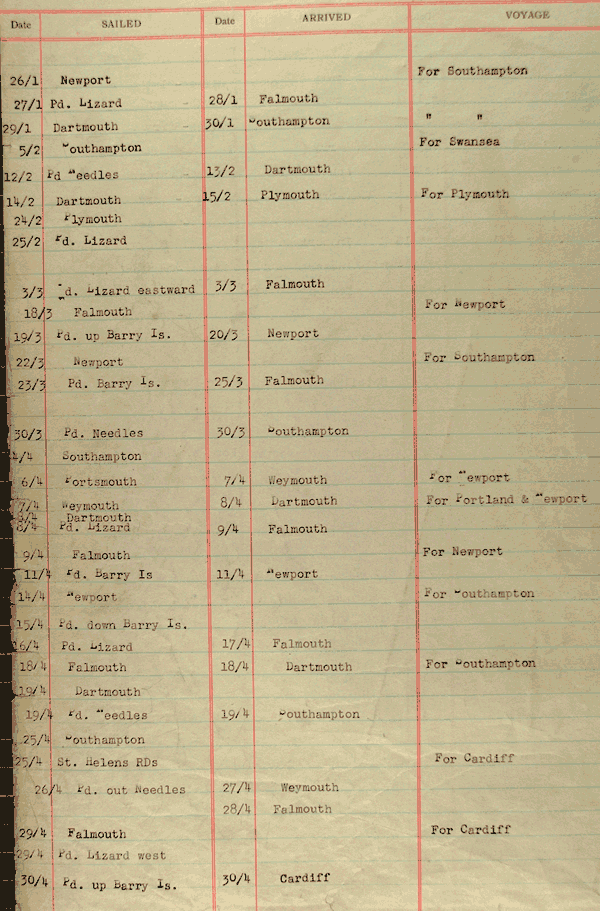 Date SAILED Date ARRIVED VOYAGE
26/1 Newport For Southampton
27/1 Pd. Lizard 28/1 Falmouth
29/1 Dartmouth 30/1 Southampton " "
5/2 Southampton For Swansea
12/2 Pd Needles 13/2 Dartmouth
14/2 Dartmouth 15/2 Plymouth For Plymouth
24/2 Plymouth
25/2 Pd. Lizard
3/3 Pd. Lizard eastward 3/3 Falmouth
18/3 Falmouth For Newport
19/3 Pd. up Barry Is. 20/3 Newport
22/3 Newport For Southampton
23/3 Pd. Barry Is. 25/3 Falmouth
30/3 Pd. Needles 30/3 Southampton
4/4 Southampton
6/4 Portsmouth 7/4 Weymouth For Newport
7/4 Weymouth 8/4 Dartmouth For Portland & Newport
Dartmouth
8/4 Pd. Lizard 9/4 Falmouth
9/4 Falmouth For Newport
11/4 Pd. Barry Is 11/4 Newport
14/4 Newport For Southampton
15/4 Pd. down Barry Is.
16/4 Pd. Lizard 17/4 Falmouth
18/4 Falmouth 18/4 Dartmouth For Southampton
19/4 Dartmouth
19/4 Pd. Needles 19/4 Southampton
25/4 Southampton
25/4 St. Helens RDs For Cardiff
26/4 Pd. out Needles 27/4 Weymouth
28/4 Falmouth
29/4 Falmouth For Cardiff
29/4 Pd. Lizard west
30/4 Pd. up Barry Is. 30/4 Cardiff